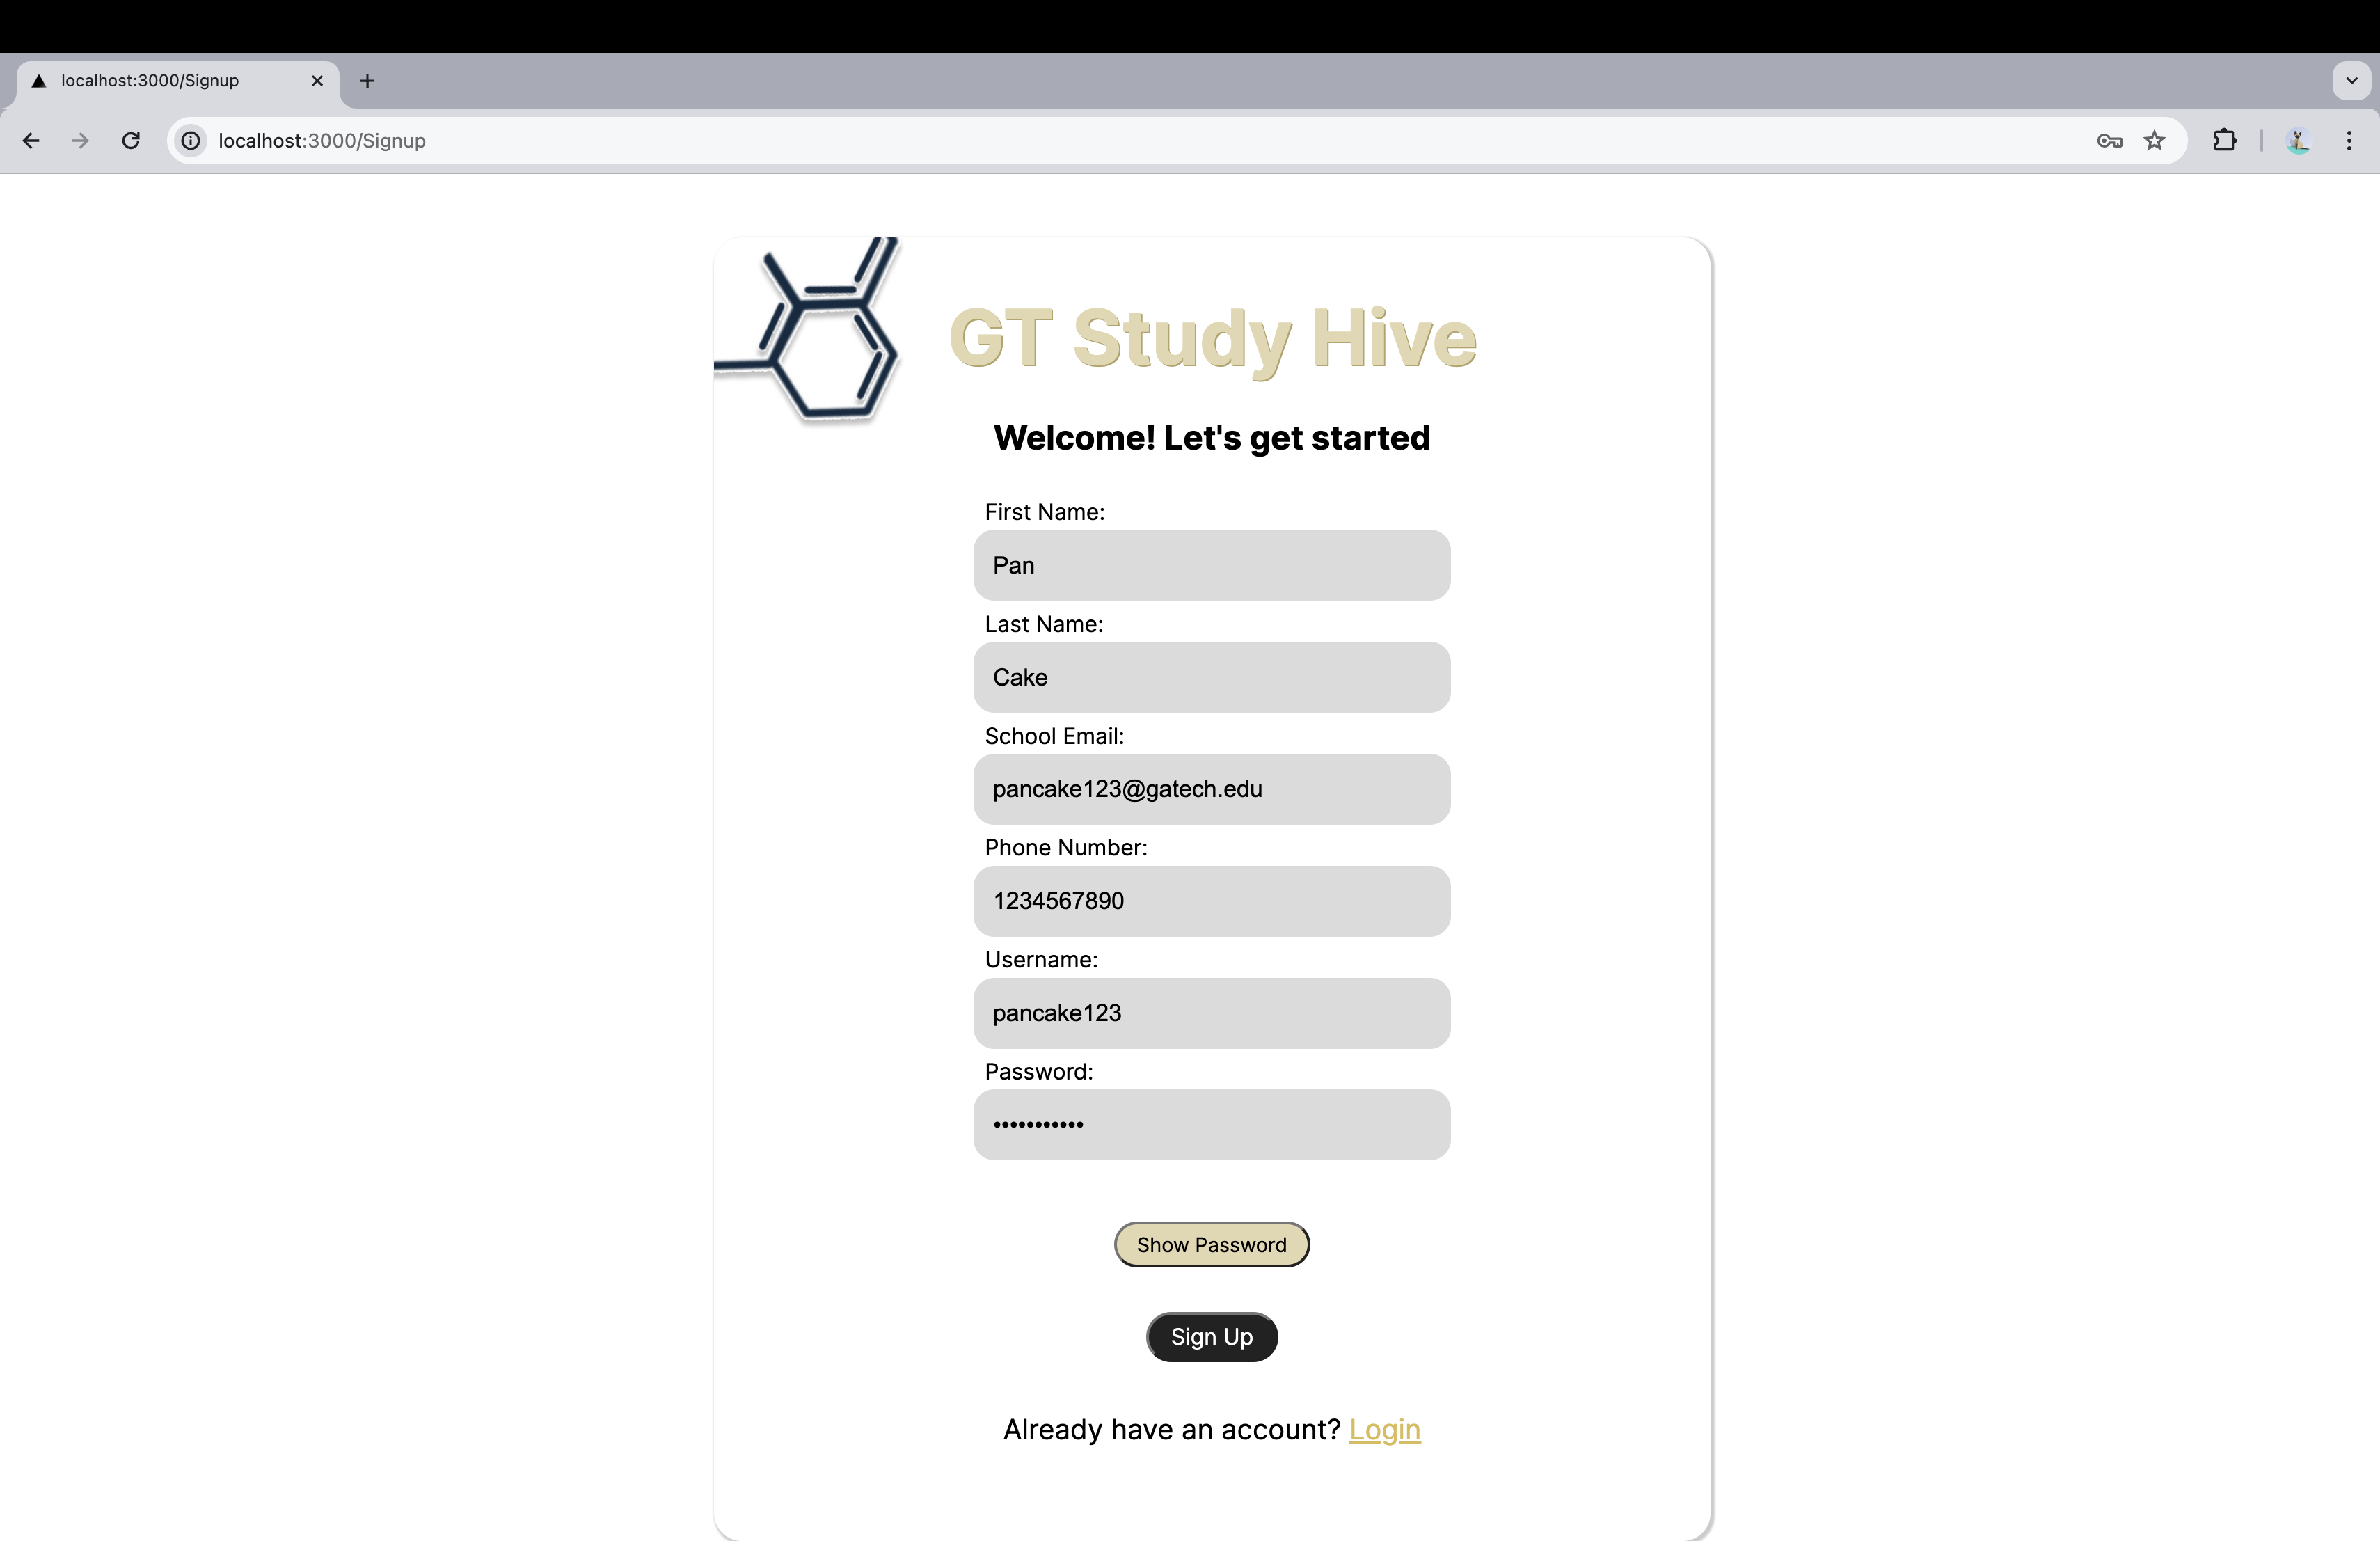 localhost:3000/Signup
localhost:3000/Signup
GT Study Hive
Welcome! Let's get started
First Name:
Pan
Last Name:
Cake
School Email:
pancake123@gatech.edu
Phone Number:
1234567890
Username:
pancake123
Password:
•••••••••••
Show Password
Sign Up
Already have an account? Login